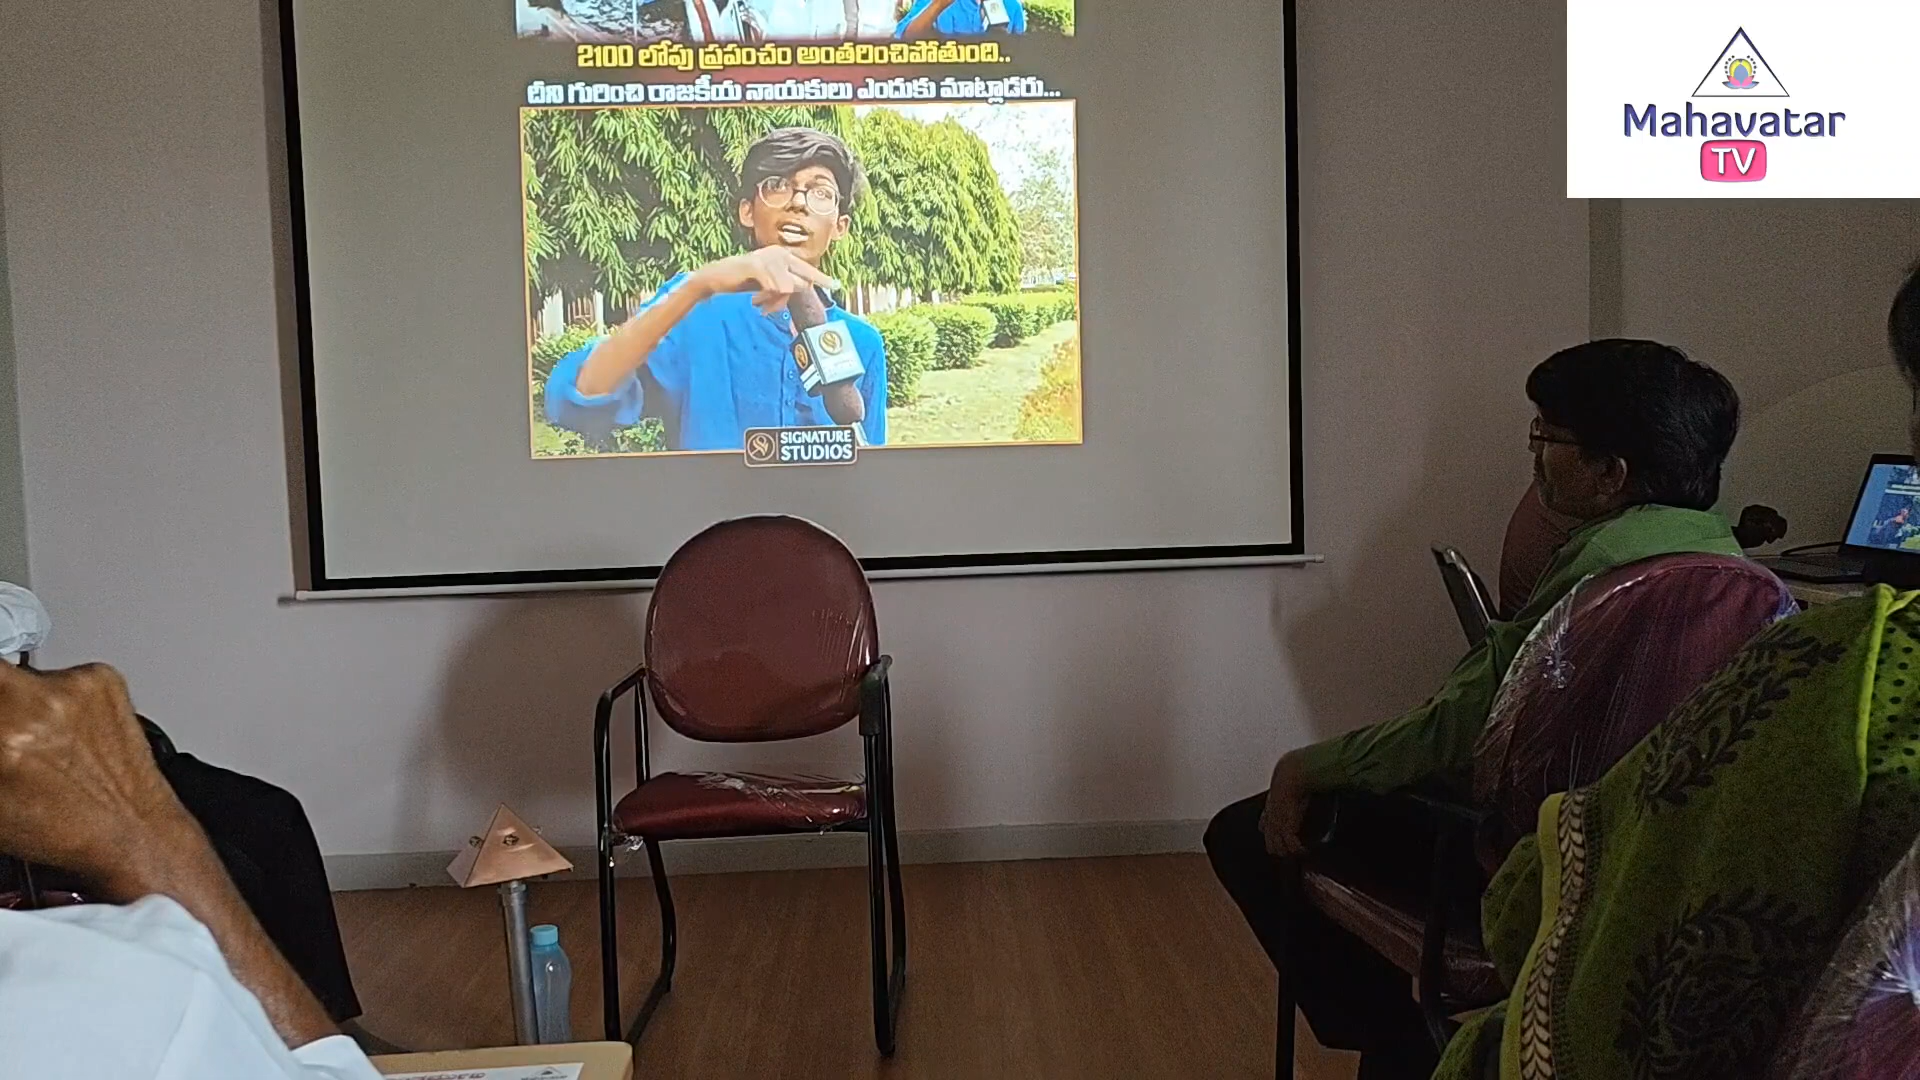 2100 లోపు ప్రపంచం అంతరించిపోతుంది..
దీని గురించి రాజకీయ నాయకులు ఎందుకు మాట్లాడరు...
SIGNATURE
STUDIOS
Mahavatar
TV